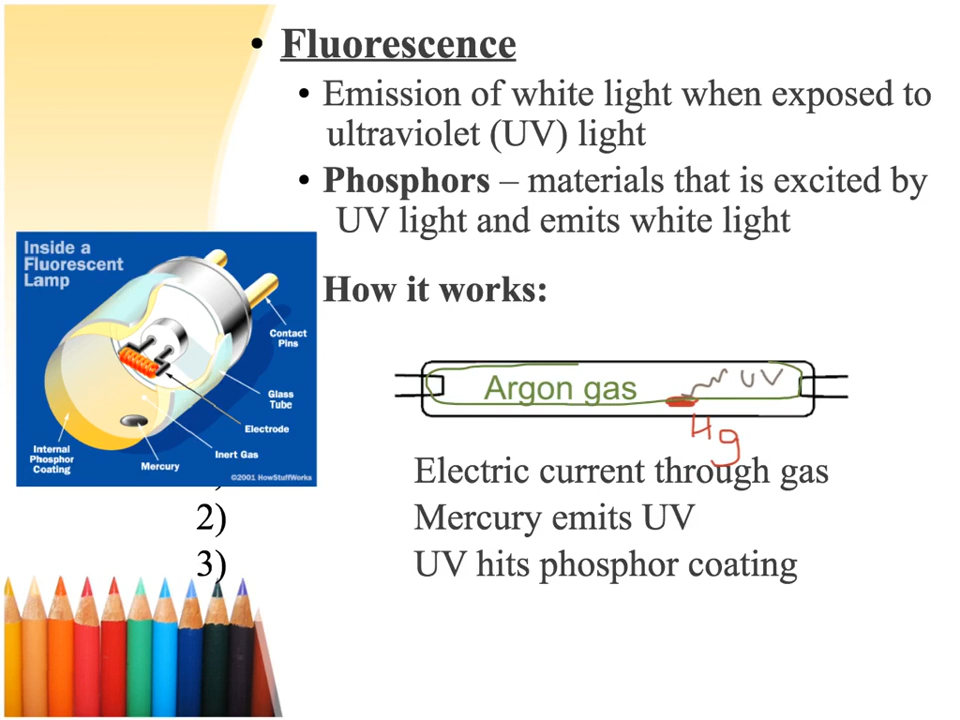 • Fluorescence
• Emission of white light when exposed to
ultraviolet (UV) light
• Phosphors – materials that is excited by
UV light and emits white light
Inside a
Fluorescent
Lamp
Contact
Pins
Glass
Tube
Electrode
Inert Gas
Mercury
Internal
Phosphor
Coating
©2001 HowStuffWorks
How it works:
Argon gas
UV
Hg
Electric current through gas
2) Mercury emits UV
3) UV hits phosphor coating